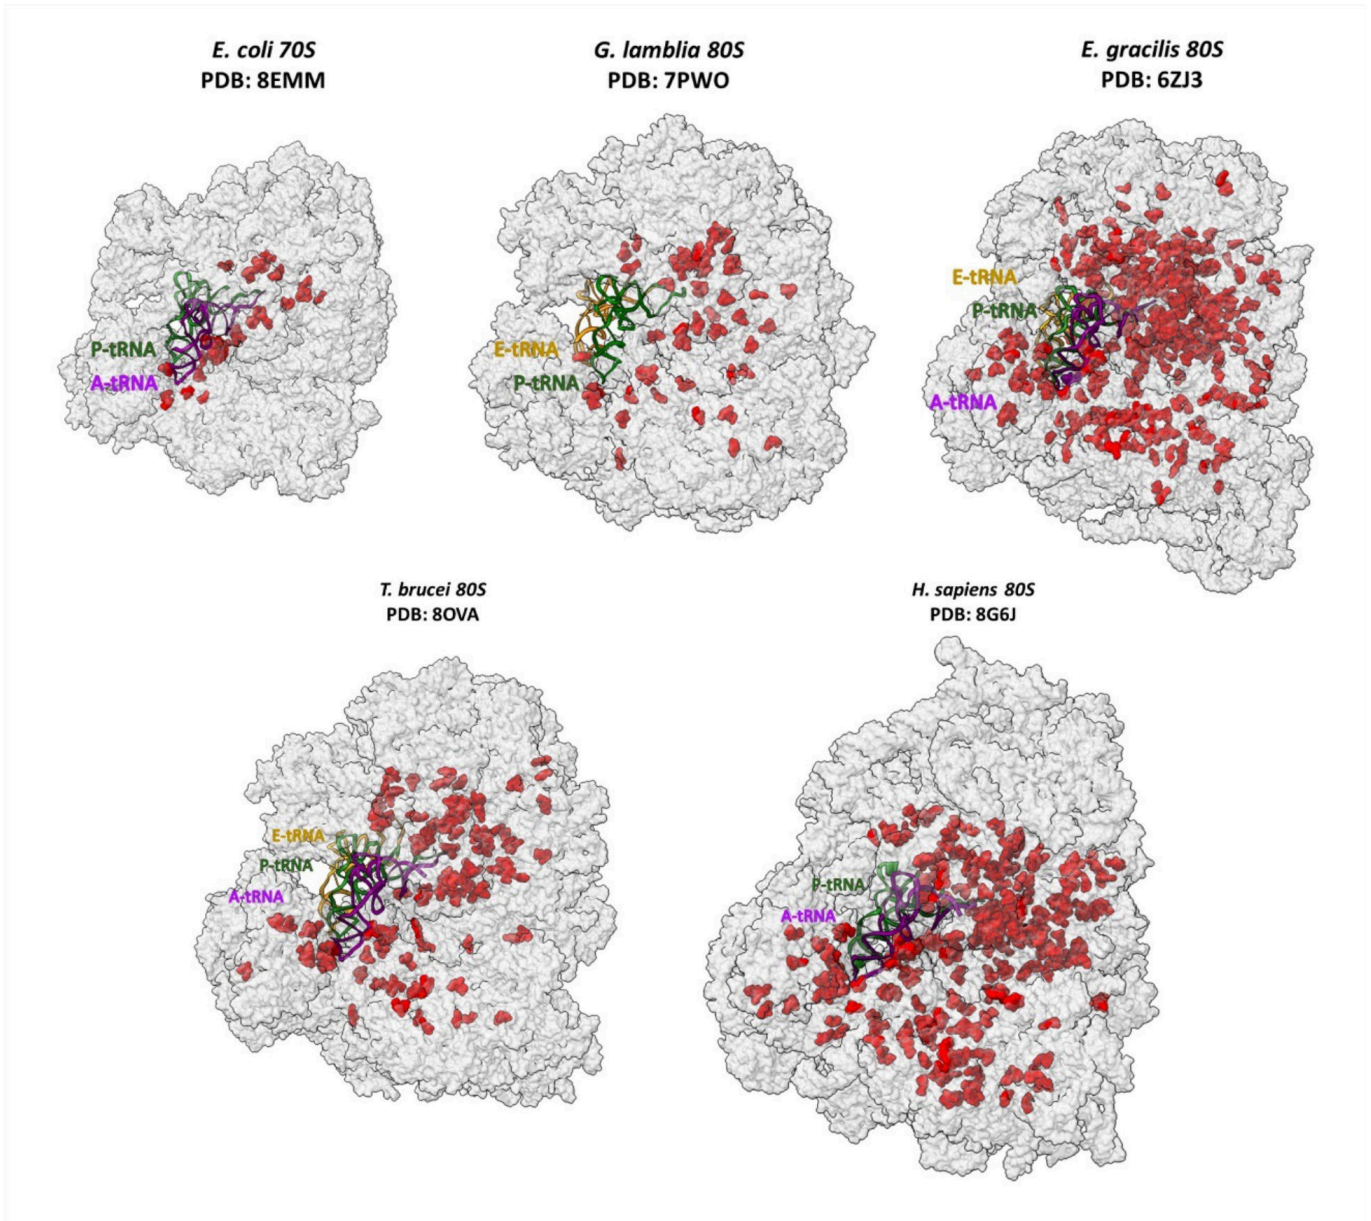 E. coli 70S
PDB: 8EMM
P-tRNA
A-tRNA
G. lamblia 80S
PDB: 7PWO
E-tRNA
P-tRNA
E. gracilis 80S
PDB: 6ZJ3
E-tRNA
P-tRNA
A-tRNA
T. brucei 80S
PDB: 8OVA
E-tRNA
P-tRNA
A-tRNA
H. sapiens 80S
PDB: 8G6J
P-tRNA
A-tRNA